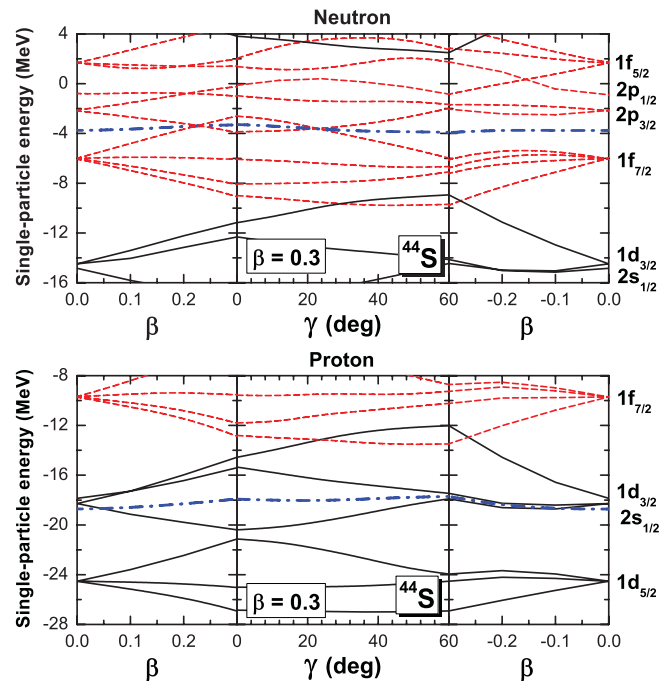 Neutron
Single-particle energy (MeV)
4
0
-4
-8
-12
-16
1f5/2
2p1/2
2p3/2
1f7/2
1d3/2
2s1/2
β = 0.3
44S
0.0 0.1 0.2 0 20 40 60 -0.2 -0.1 0.0
β γ (deg) β
Proton
Single-particle energy (MeV)
-8
-12
-16
-20
-24
-28
1f7/2
1d3/2
2s1/2
1d5/2
β = 0.3
44S
0.0 0.1 0.2 0 20 40 60 -0.2 -0.1 0.0
β γ (deg) β